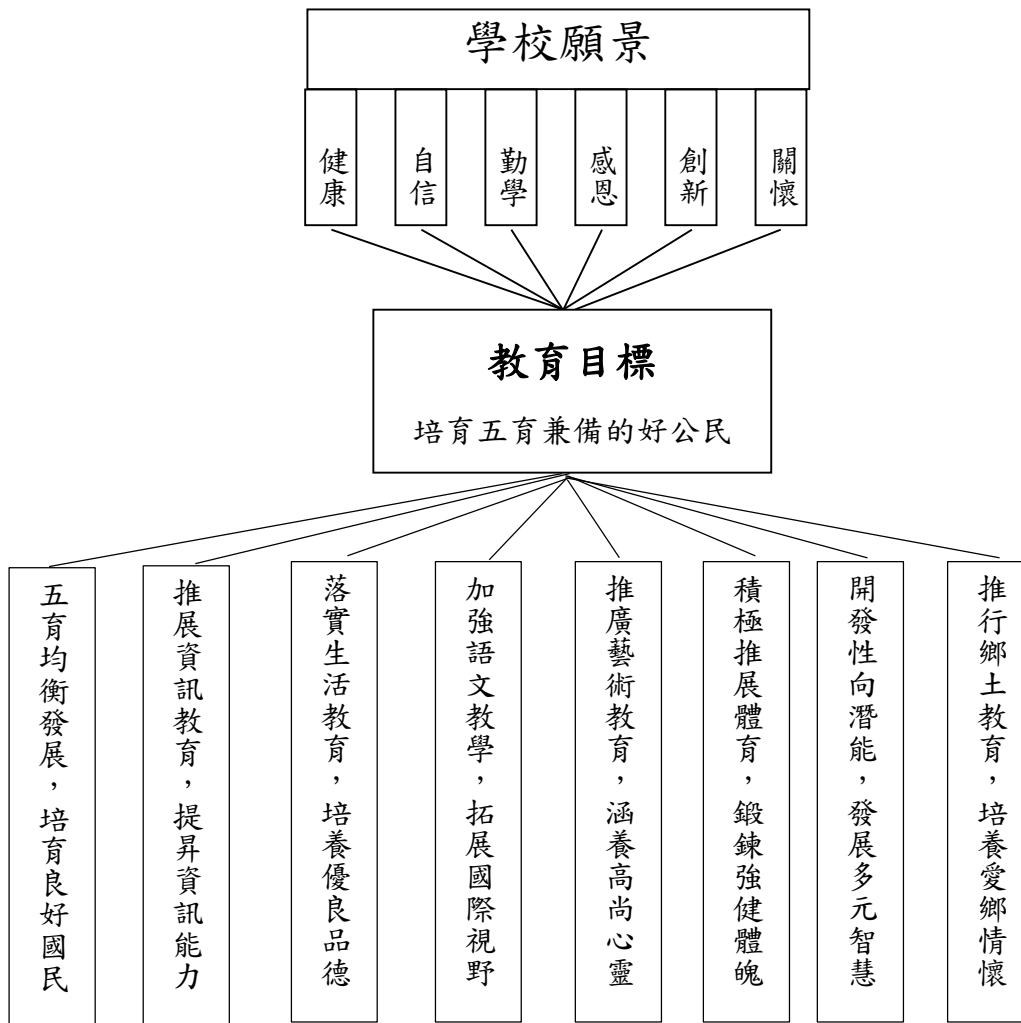 學校願景
健康
自信
勤學
感恩
創新
關懷
教育目標
培育五育兼備的好公民
五育均衡發展，培育良好國民
推展資訊教育，提昇資訊能力
落實生活教育，培養優良品德
加強語文教學，拓展國際視野
推廣藝術教育，涵養高尚心靈
積極推展體育，鍛鍊強健體魄
開發性向潛能，發展多元智慧
推行鄉土教育，培養愛鄉情懷